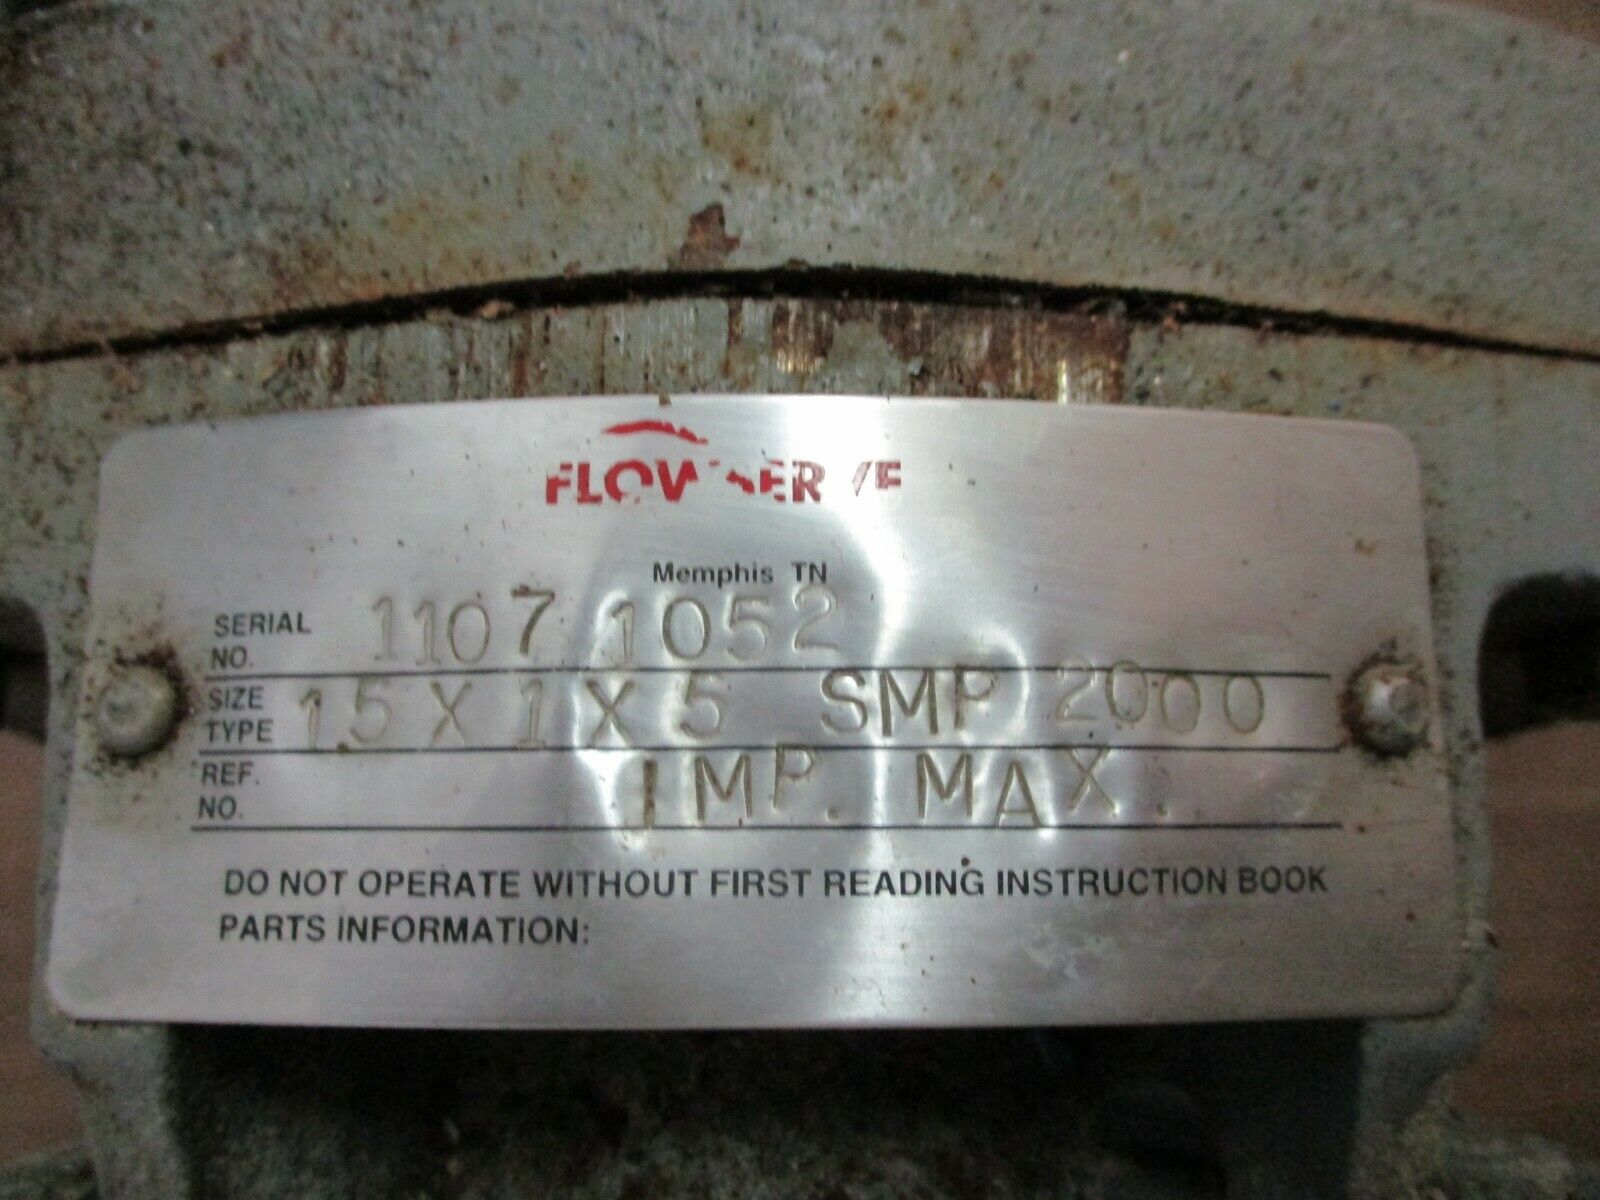 FLOWSERVE
Memphis TN
SERIAL NO. 1107 1052
SIZE TYPE 1.5 X 1 X 5 SMP 2000
REF. NO. IMP. MAX.
DO NOT OPERATE WITHOUT FIRST READING INSTRUCTION BOOK
PARTS INFORMATION: